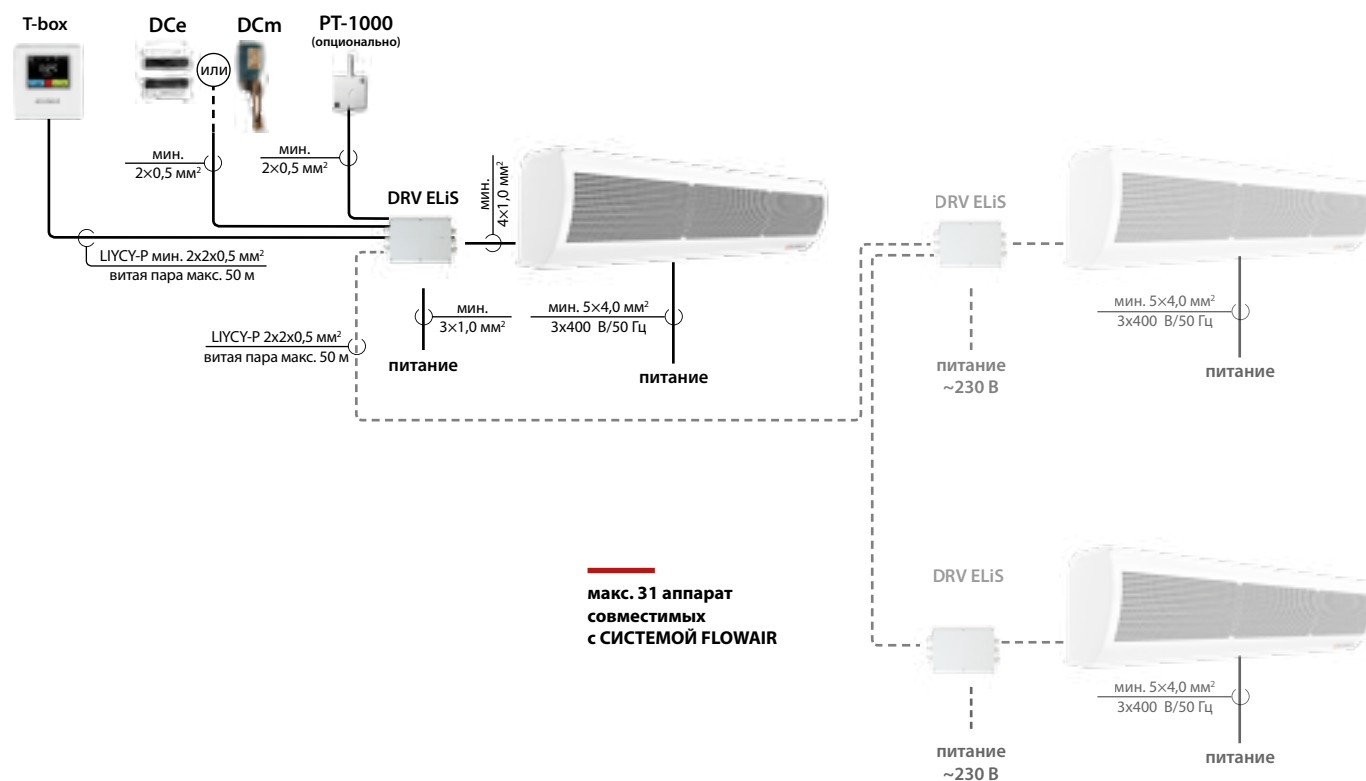 T-box
DCe
DCm
PT-1000
(опционально)
или
мин.
2×0,5 мм²
мин.
2×0,5 мм²
DRV ELiS
мин.
4×1,0 мм²
LIYCY-P мин. 2x2x0,5 мм²
витая пара макс. 50 м
LIYCY-P 2x2x0,5 мм²
витая пара макс. 50 м
мин.
3×1,0 мм²
питание
мин. 5×4,0 мм²
3x400 В/50 Гц
питание
DRV ELiS
питание
~230 В
мин. 5×4,0 мм²
3x400 В/50 Гц
питание
макс. 31 аппарат
совместимых
с СИСТЕМОЙ FLOWAIR
DRV ELiS
питание
~230 В
мин. 5×4,0 мм²
3x400 В/50 Гц
питание